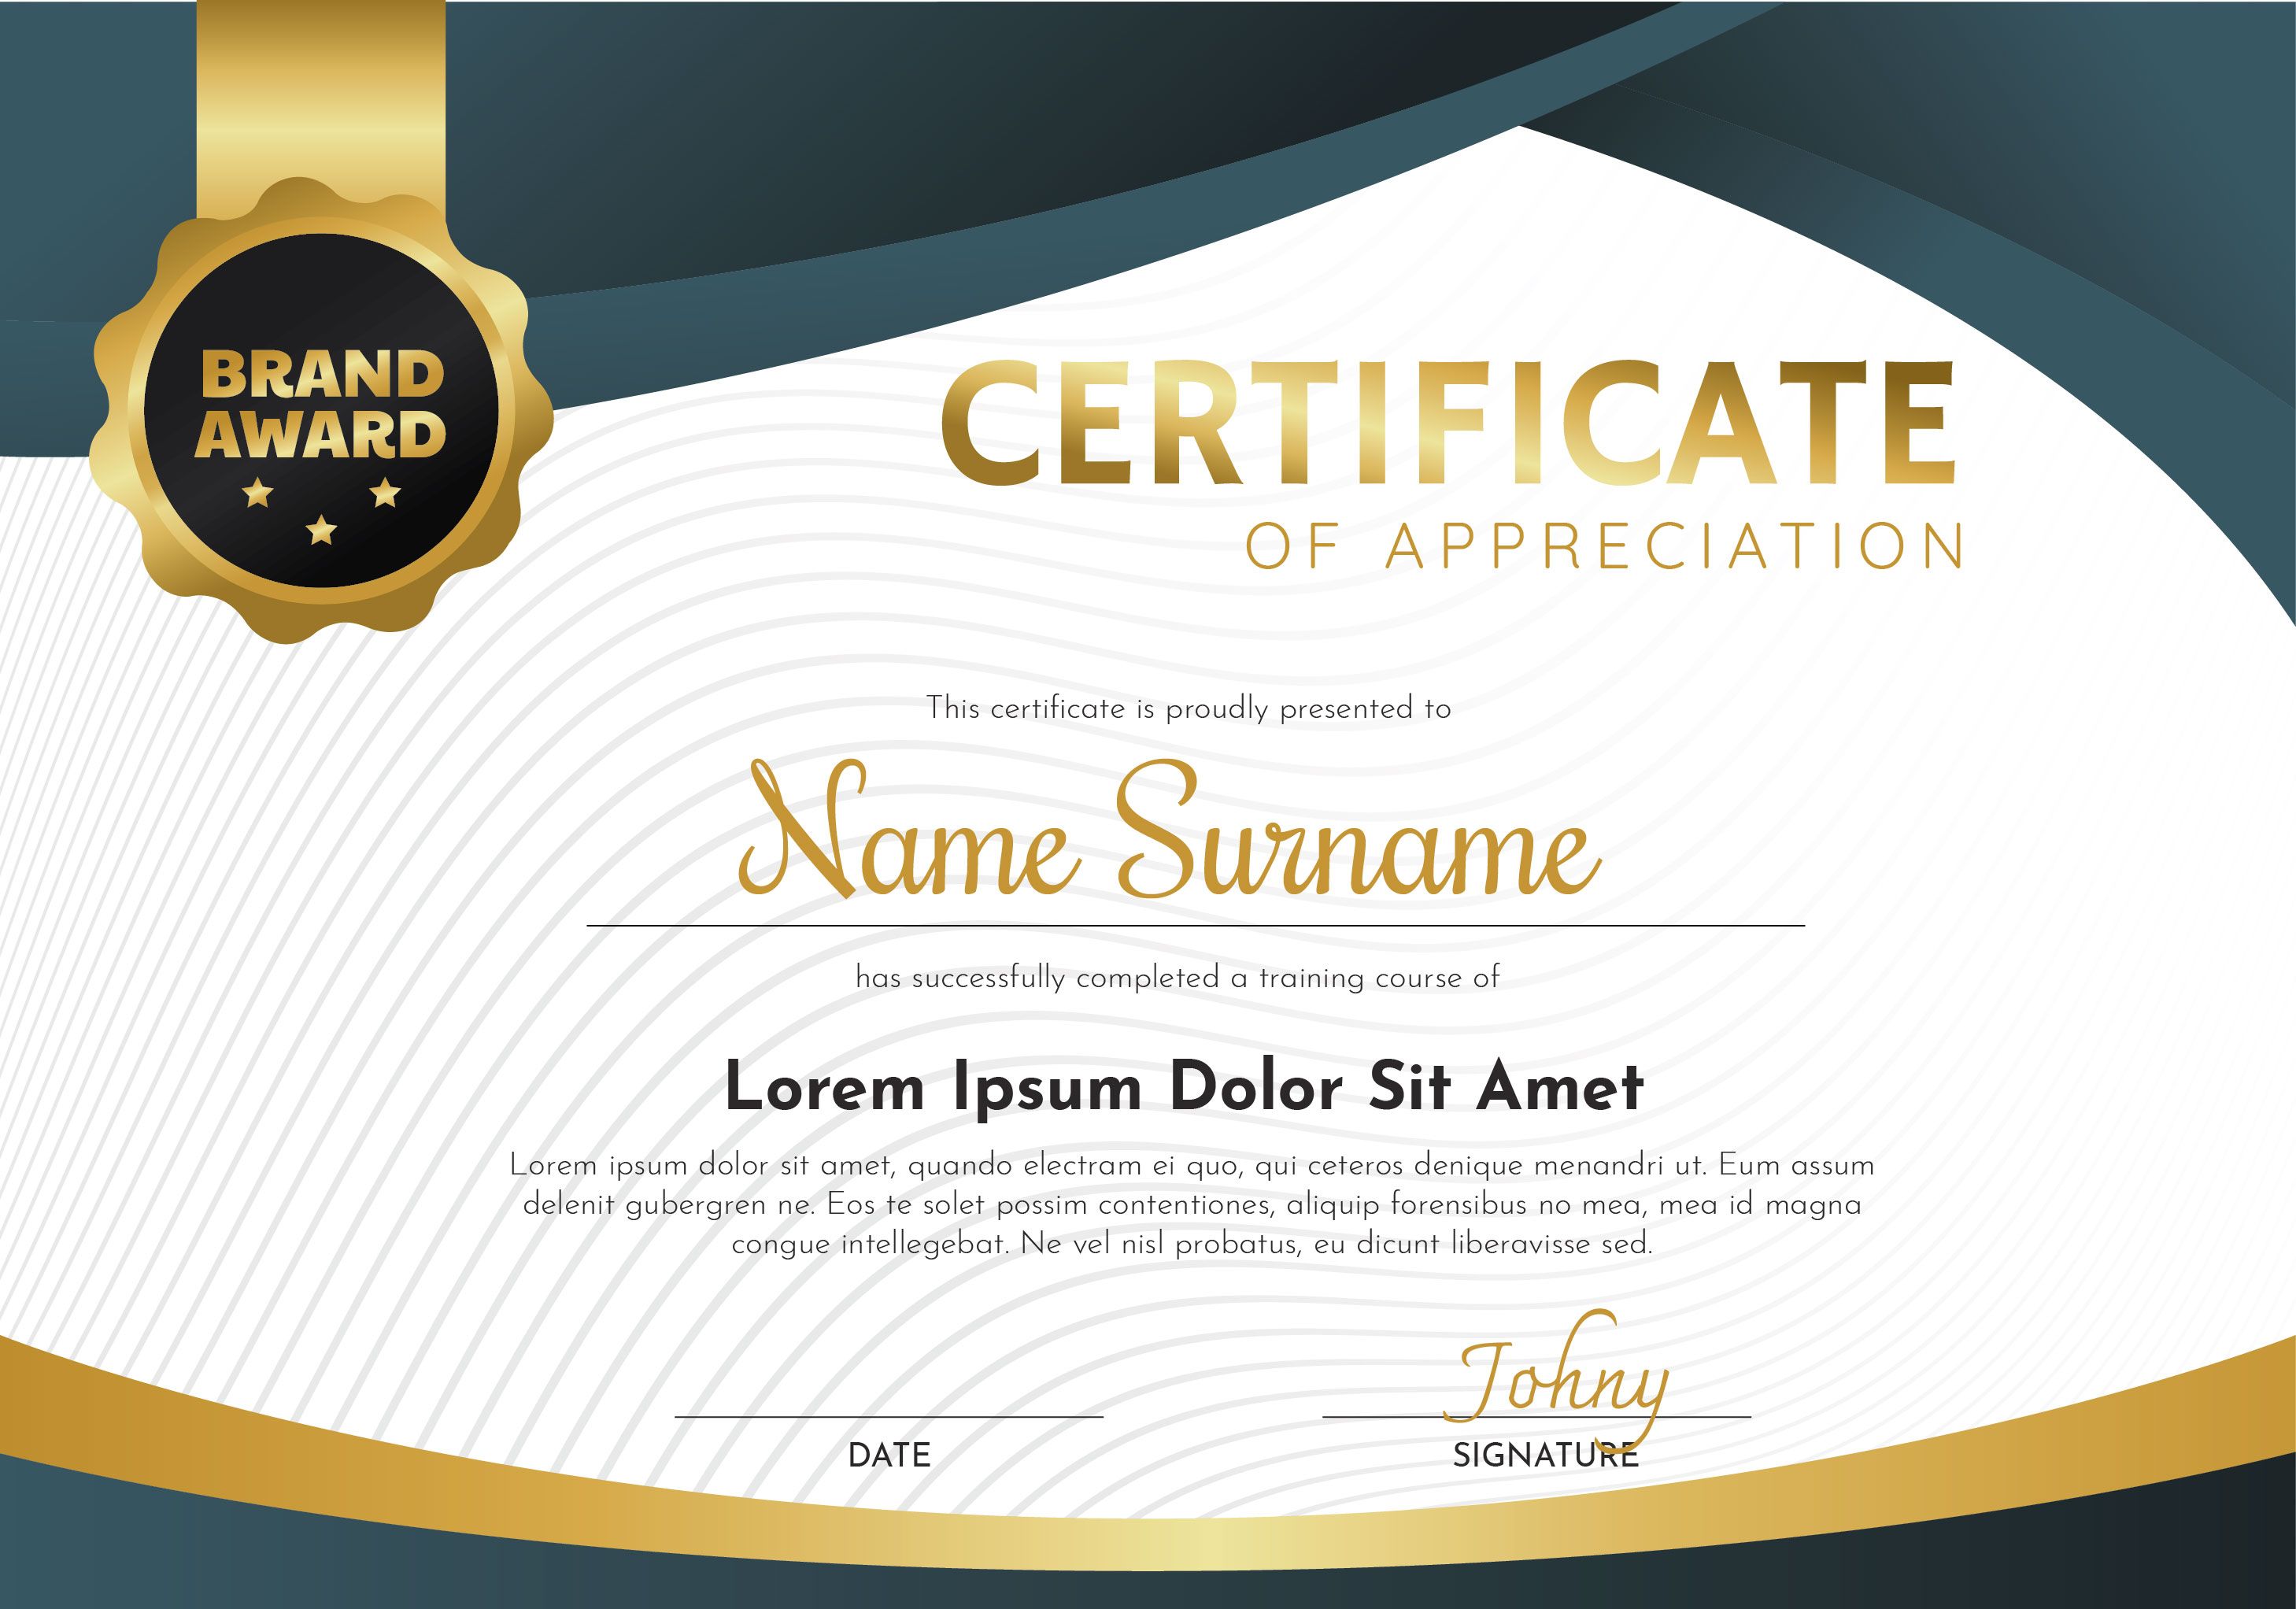 BRAND
AWARD
CERTIFICATE
OF APPRECIATION
This certificate is proudly presented to
Name Surname
has successfully completed a training course of
Lorem Ipsum Dolor Sit Amet
Lorem ipsum dolor sit amet, quando electram ei quo, qui ceteros denique menandri ut. Eum assum
delenit gubergren ne. Eos te solet possim contentiones, aliquip forensibus no mea, mea id magna
congue intellegebat. Ne vel nisl probatus, eu dicunt liberavisse sed.
Johny
DATE
SIGNATURE